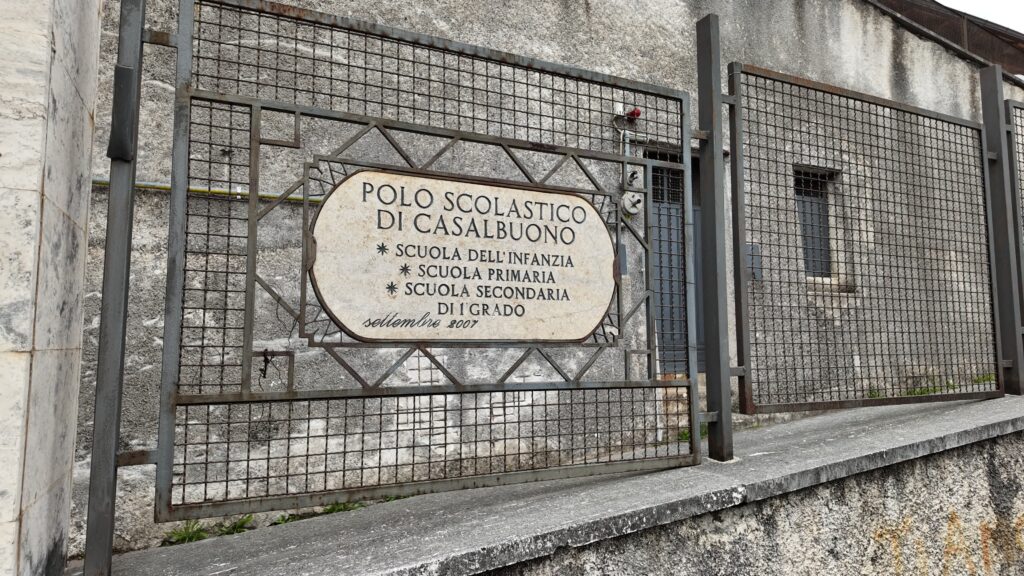 POLO SCOLASTICO
DI CASALBUONO
* SCUOLA DELL'INFANZIA
* SCUOLA PRIMARIA
* SCUOLA SECONDARIA
DI I° GRADO
settembre 2007